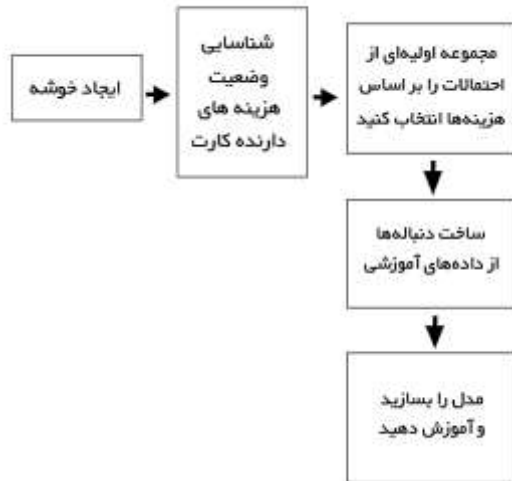 ایجاد خوشه
شناسایی
وضعیت
هزینه های
دارنده کارت
مجموعه اولیه‌ای از
احتمالات را بر اساس
هزینه‌ها انتخاب کنید
ساخت دنباله‌ها
از داده‌های آموزشی
مدل را بسازید
و آموزش دهید